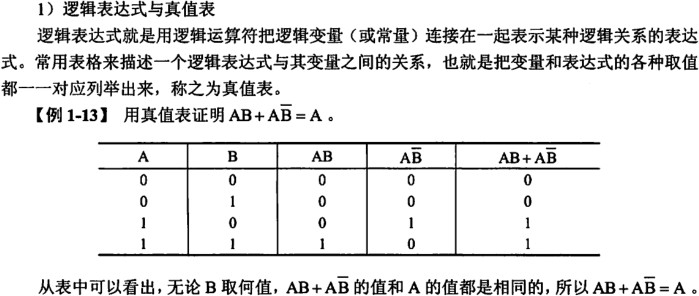 1）逻辑表达式与真值表
逻辑表达式就是用逻辑运算符把逻辑变量（或常量）连接在一起表示某种逻辑关系的表达
式。常用表格来描述一个逻辑表达式与其变量之间的关系，也就是把变量和表达式的各种取值
都一一对应列举出来，称之为真值表。
【例 1-13】 用真值表证明 AB+AB̅=A 。
A B AB AB̅ AB+AB̅
0 0 0 0 0
0 1 0 0 0
1 0 0 1 1
1 1 1 0 1
从表中可以看出，无论 B 取何值，AB+AB̅ 的值和 A 的值都是相同的，所以 AB+AB̅=A 。